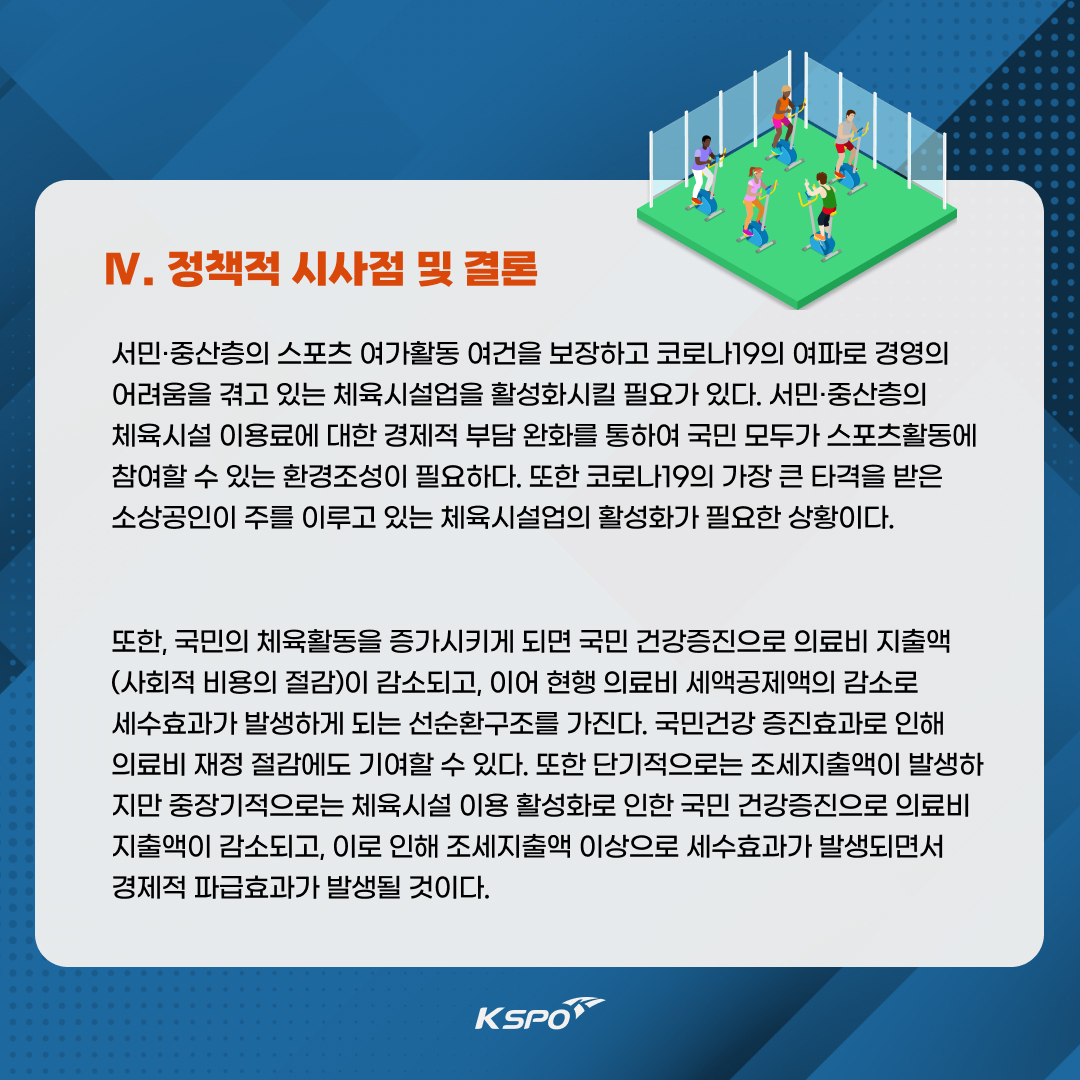 Ⅳ. 정책적 시사점 및 결론
서민·중산층의 스포츠 여가활동 여건을 보장하고 코로나19의 여파로 경영의
어려움을 겪고 있는 체육시설업을 활성화시킬 필요가 있다. 서민·중산층의
체육시설 이용료에 대한 경제적 부담 완화를 통하여 국민 모두가 스포츠활동에
참여할 수 있는 환경조성이 필요하다. 또한 코로나19의 가장 큰 타격을 받은
소상공인이 주를 이루고 있는 체육시설업의 활성화가 필요한 상황이다.
또한, 국민의 체육활동을 증가시키게 되면 국민 건강증진으로 의료비 지출액
(사회적 비용의 절감)이 감소되고, 이어 현행 의료비 세액공제액의 감소로
세수효과가 발생하게 되는 선순환구조를 가진다. 국민건강 증진효과로 인해
의료비 재정 절감에도 기여할 수 있다. 또한 단기적으로는 조세지출액이 발생하
지만 중장기적으로는 체육시설 이용 활성화로 인한 국민 건강증진으로 의료비
지출액이 감소되고, 이로 인해 조세지출액 이상으로 세수효과가 발생되면서
경제적 파급효과가 발생될 것이다.
KSPO